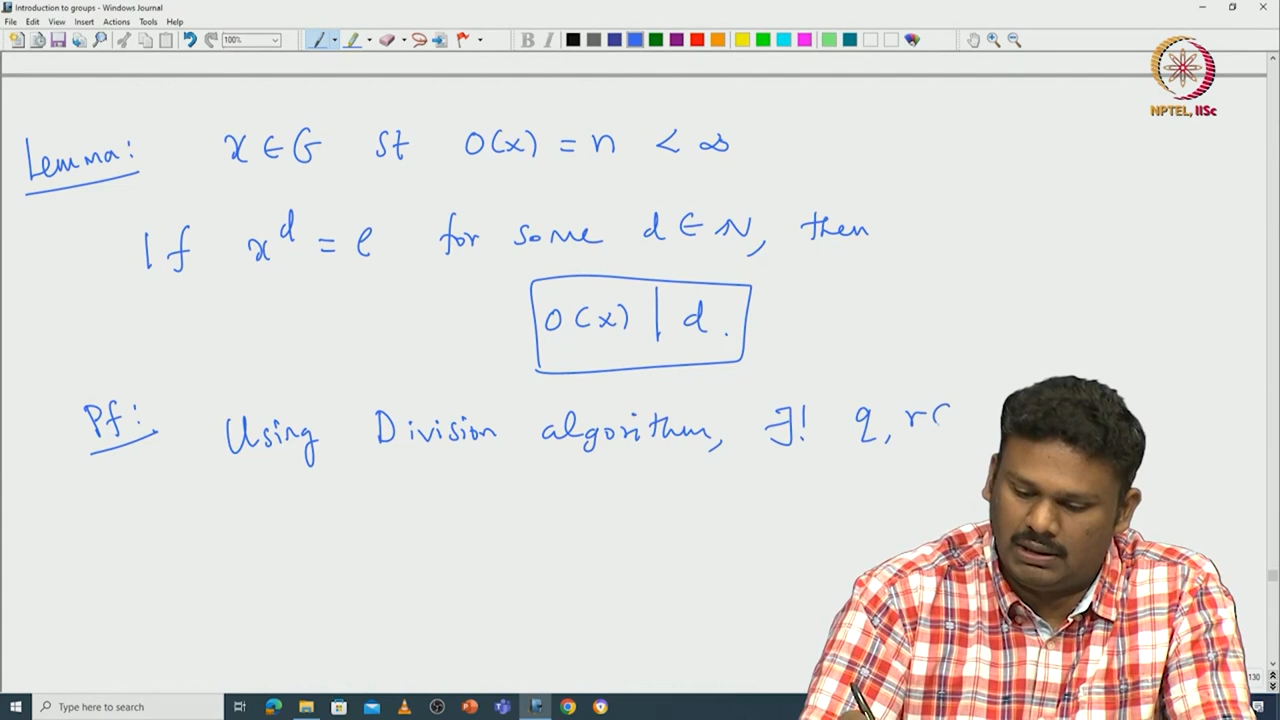 Introduction to groups - Windows Journal
File Edit View Insert Actions Tools Help
100%
B I
NPTEL, IISc
Lemma: x ∈ G st O(x) = n < ∞
If x^d = e for some d ∈ N, then
O(x) | d.
Pf: Using Division algorithm, ∃! q, r
130
Type here to search